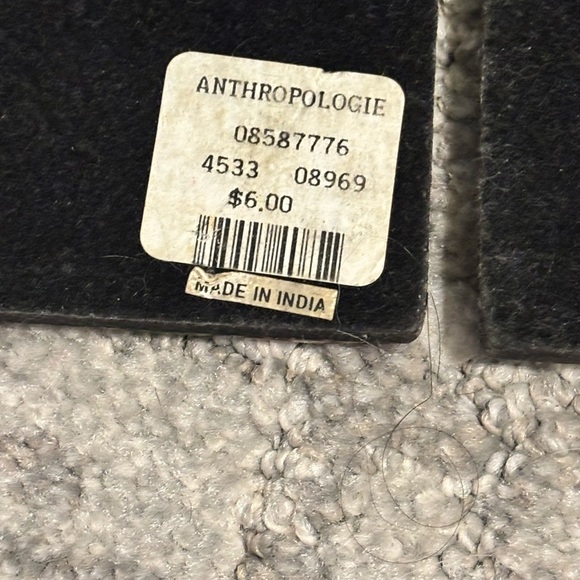 ANTHROPOLOGIE
08587776
4533 08969
$6.00
MADE IN INDIA